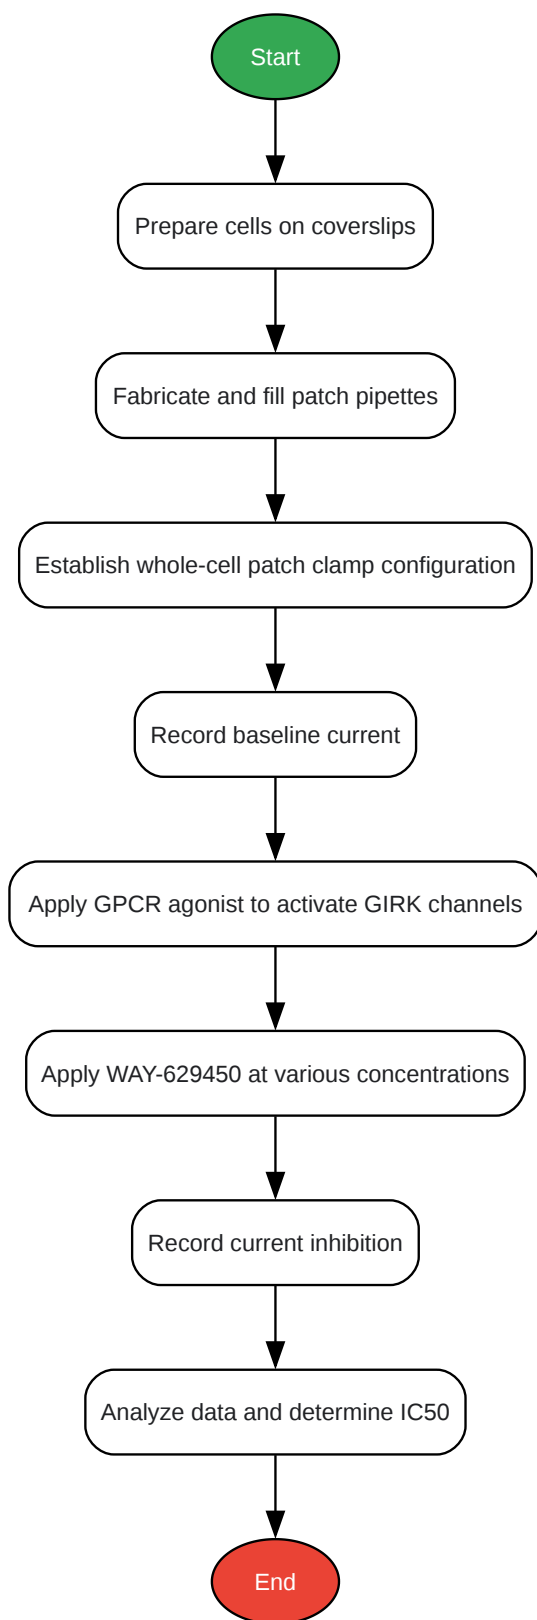 Start
Prepare cells on coverslips
Fabricate and fill patch pipettes
Establish whole-cell patch clamp configuration
Record baseline current
Apply GPCR agonist to activate GIRK channels
Apply WAY-629450 at various concentrations
Record current inhibition
Analyze data and determine IC50
End